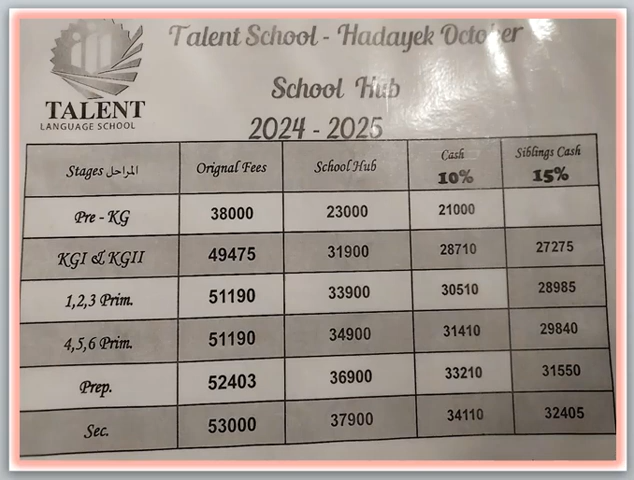 Talent School - Hadayek October
School Hub
2024 - 2025
TALENT
LANGUAGE SCHOOL
Stages المراحل Orignal Fees School Hub Cash 10% Siblings Cash 15%
Pre - KG 38000 23000 21000
KGI & KGII 49475 31900 28710 27275
1,2,3 Prim. 51190 33900 30510 28985
4,5,6 Prim. 51190 34900 31410 29840
Prep. 52403 36900 33210 31550
Sec. 53000 37900 34110 32405